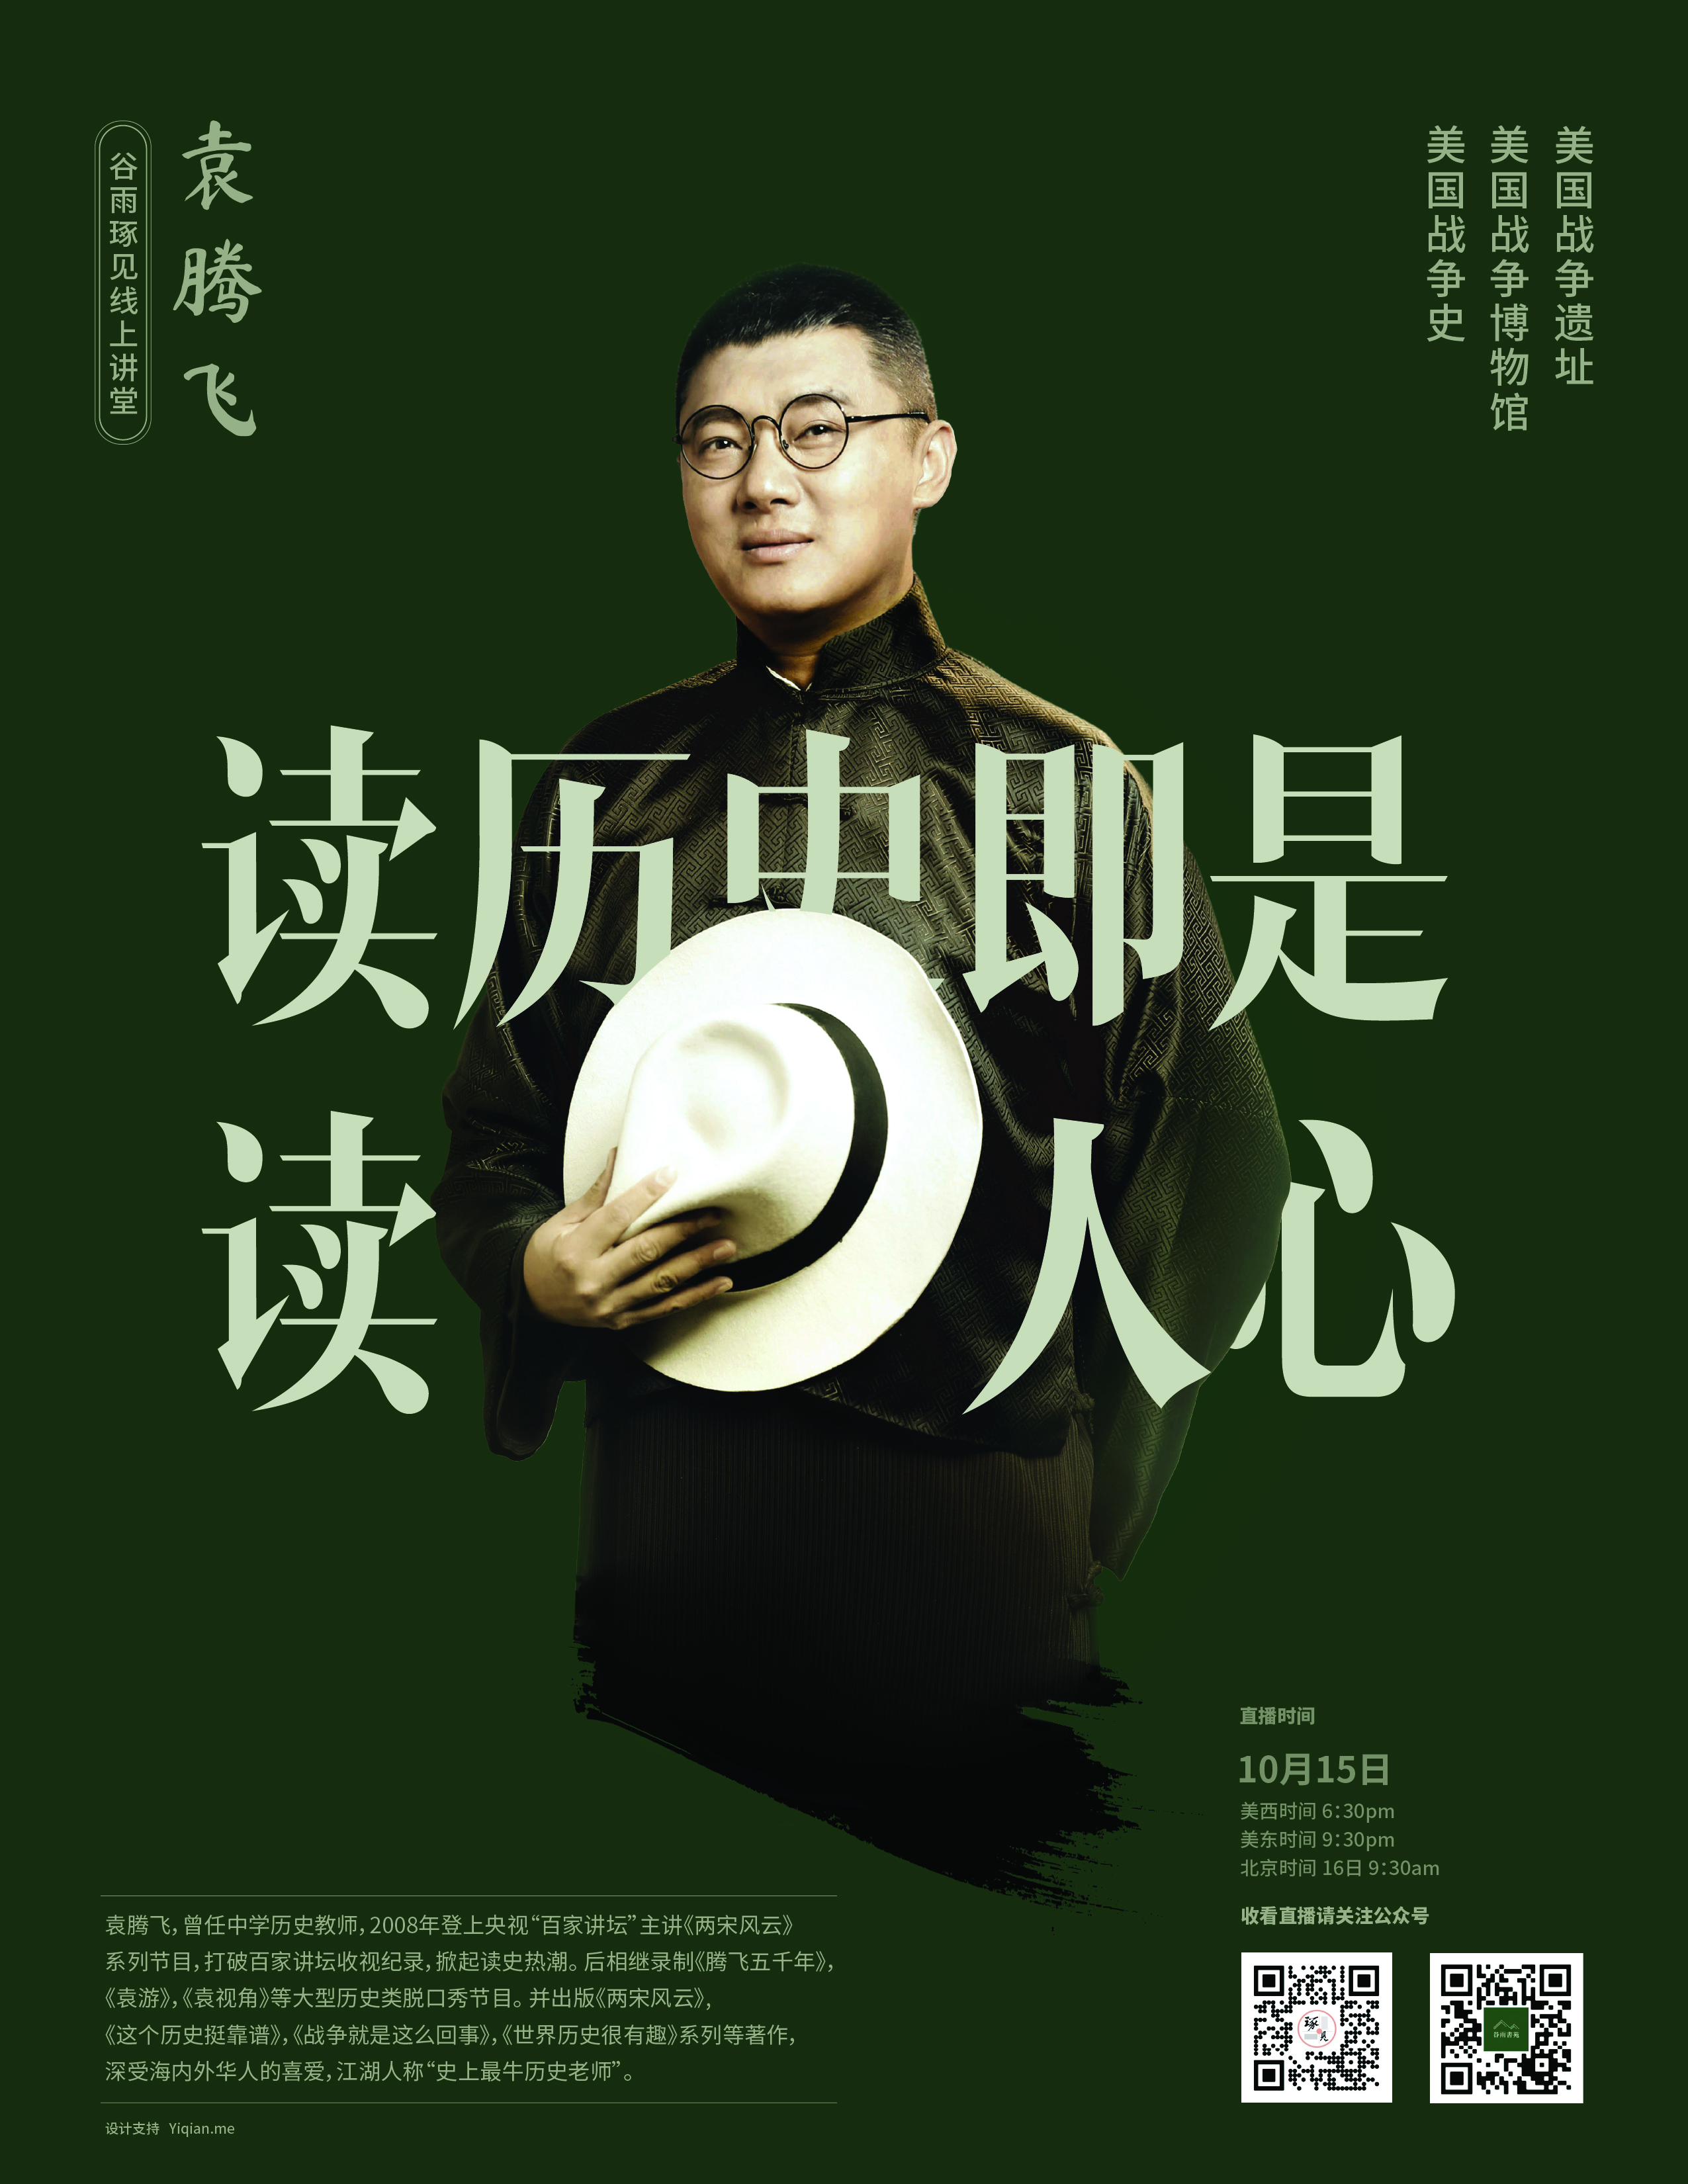 袁腾飞
谷雨琢见线上讲堂
美国战争遗址
美国战争博物馆
美国战争史
读历史即是
读人心
直播时间
10月15日
美西时间 6:30pm
美东时间 9:30pm
北京时间 16日 9:30am
收看直播请关注公众号
袁腾飞,曾任中学历史教师,2008年登上央视“百家讲坛”主讲《两宋风云》
系列节目,打破百家讲坛收视纪录,掀起读史热潮。后相继录制《腾飞五千年》,
《袁游》,《袁视角》等大型历史类脱口秀节目。并出版《两宋风云》,
《这个历史挺靠谱》,《战争就是这么回事》,《世界历史很有趣》系列等著作,
深受海内外华人的喜爱,江湖人称“史上最牛历史老师”。
设计支持 Yiqian.me
琢见